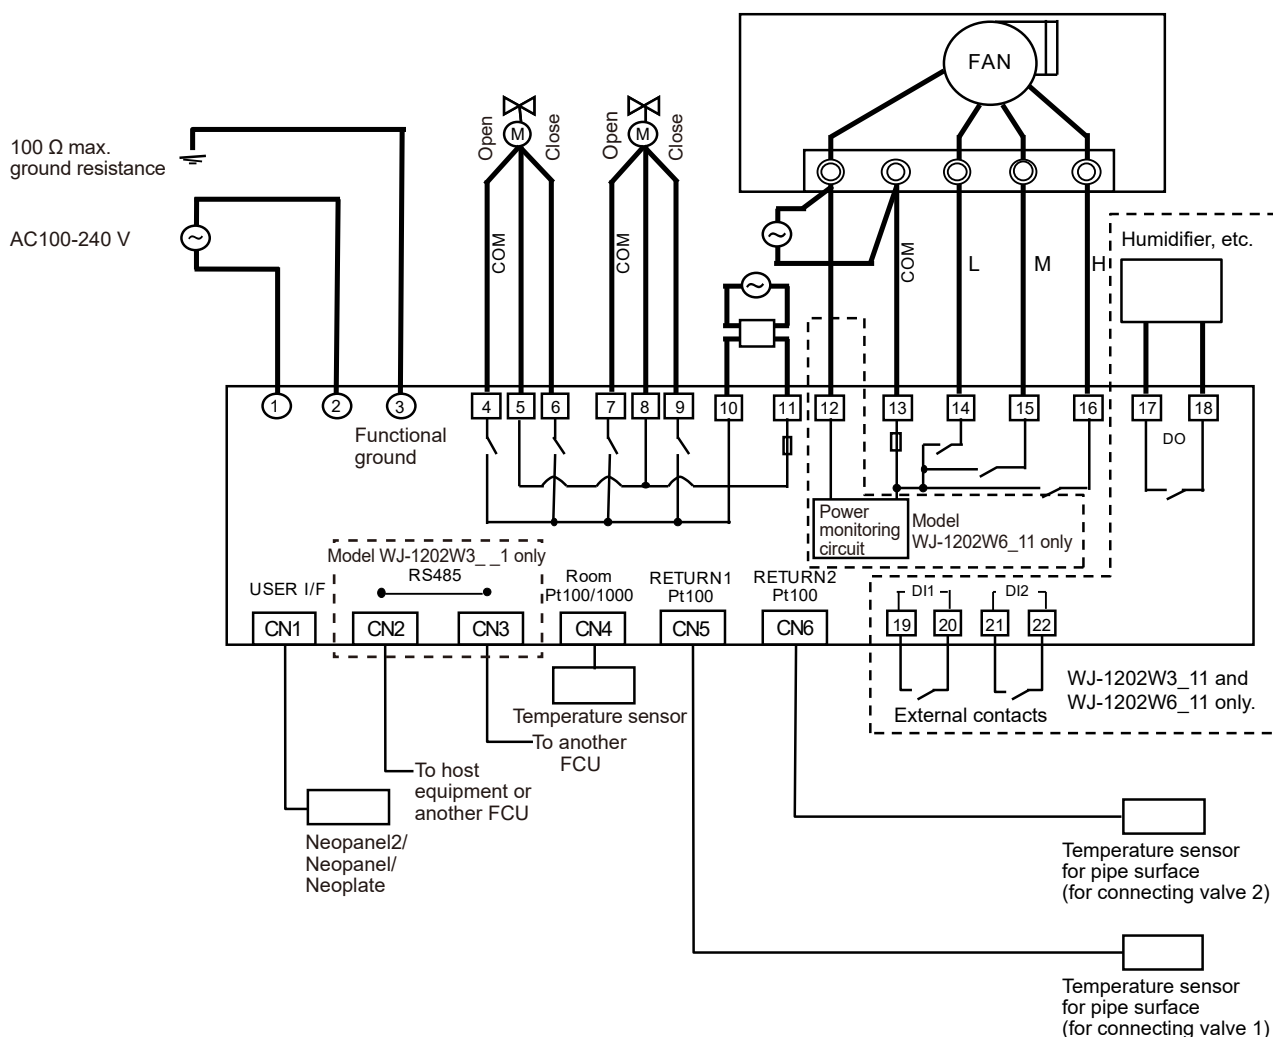 FAN
Open
M
Close
Open
M
Close
100 Ω max.
ground resistance
AC100-240 V
COM
COM
COM
L
M
H
Humidifier, etc.
1
2
3
4
5
6
7
8
9
10
11
12
13
14
15
16
17
18
Functional
ground
DO
Power
monitoring
circuit
Model
WJ-1202W6_11 only
Model WJ-1202W3_ _1 only
RS485
USER I/F
Room
Pt100/1000
RETURN1
Pt100
RETURN2
Pt100
DI1
DI2
CN1
CN2
CN3
CN4
CN5
CN6
19
20
21
22
WJ-1202W3_11 and
WJ-1202W6_11 only.
External contacts
Temperature sensor
To another
FCU
To host
equipment or
another FCU
Neopanel2/
Neopanel/
Neoplate
Temperature sensor
for pipe surface
(for connecting valve 2)
Temperature sensor
for pipe surface
(for connecting valve 1)